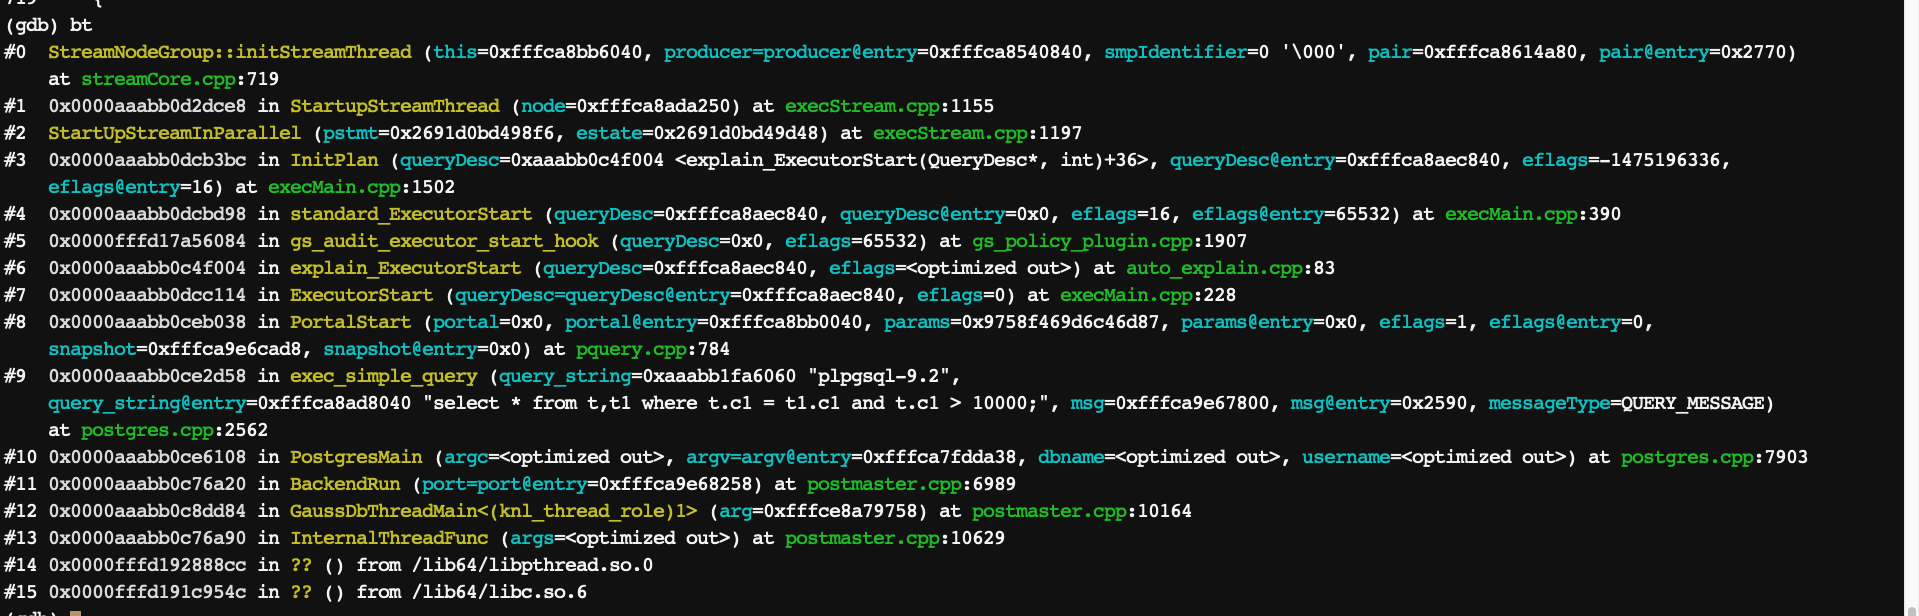 (gdb) bt
#0  StreamNodeGroup::initStreamThread (this=0xfffca8bb6040, producer=producer@entry=0xfffca8540840, smpIdentifier=0 '\000', pair=0xfffca8614a80, pair@entry=0x2770)
    at streamCore.cpp:719
#1  0x0000aaabb0d2dce8 in StartupStreamThread (node=0xfffca8ada250) at execStream.cpp:1155
#2  StartUpStreamInParallel (pstmt=0x2691d0bd498f6, estate=0x2691d0bd49d48) at execStream.cpp:1197
#3  0x0000aaabb0dcb3bc in InitPlan (queryDesc=0xaaabb0c4f004 <explain_ExecutorStart(QueryDesc*, int)+36>, queryDesc@entry=0xfffca8aec840, eflags=-1475196336,
    eflags@entry=16) at execMain.cpp:1502
#4  0x0000aaabb0dcbd98 in standard_ExecutorStart (queryDesc=0xfffca8aec840, queryDesc@entry=0x0, eflags=16, eflags@entry=65532) at execMain.cpp:390
#5  0x0000fffd17a56084 in gs_audit_executor_start_hook (queryDesc=0x0, eflags=65532) at gs_policy_plugin.cpp:1907
#6  0x0000aaabb0c4f004 in explain_ExecutorStart (queryDesc=0xfffca8aec840, eflags=<optimized out>) at auto_explain.cpp:83
#7  0x0000aaabb0dcc114 in ExecutorStart (queryDesc=queryDesc@entry=0xfffca8aec840, eflags=0) at execMain.cpp:228
#8  0x0000aaabb0ceb038 in PortalStart (portal=0x0, portal@entry=0xfffca8bb0040, params=0x9758f469d6c46d87, params@entry=0x0, eflags=1, eflags@entry=0,
    snapshot=0xfffca9e6cad8, snapshot@entry=0x0) at pquery.cpp:784
#9  0x0000aaabb0ce2d58 in exec_simple_query (query_string=0xaaabb1fa6060 "plpgsql-9.2",
    query_string@entry=0xfffca8ad8040 "select * from t,t1 where t.c1 = t1.c1 and t.c1 > 10000;", msg=0xfffca9e67800, msg@entry=0x2590, messageType=QUERY_MESSAGE)
    at postgres.cpp:2562
#10 0x0000aaabb0ce6108 in PostgresMain (argc=<optimized out>, argv=argv@entry=0xfffca7fdda38, dbname=<optimized out>, username=<optimized out>) at postgres.cpp:7903
#11 0x0000aaabb0c76a20 in BackendRun (port=port@entry=0xfffca9e68258) at postmaster.cpp:6989
#12 0x0000aaabb0c8dd84 in GaussDbThreadMain<(knl_thread_role)1> (arg=0xfffce8a79758) at postmaster.cpp:10164
#13 0x0000aaabb0c76a90 in InternalThreadFunc (args=<optimized out>) at postmaster.cpp:10629
#14 0x0000fffd192888cc in ?? () from /lib64/libpthread.so.0
#15 0x0000fffd191c954c in ?? () from /lib64/libc.so.6